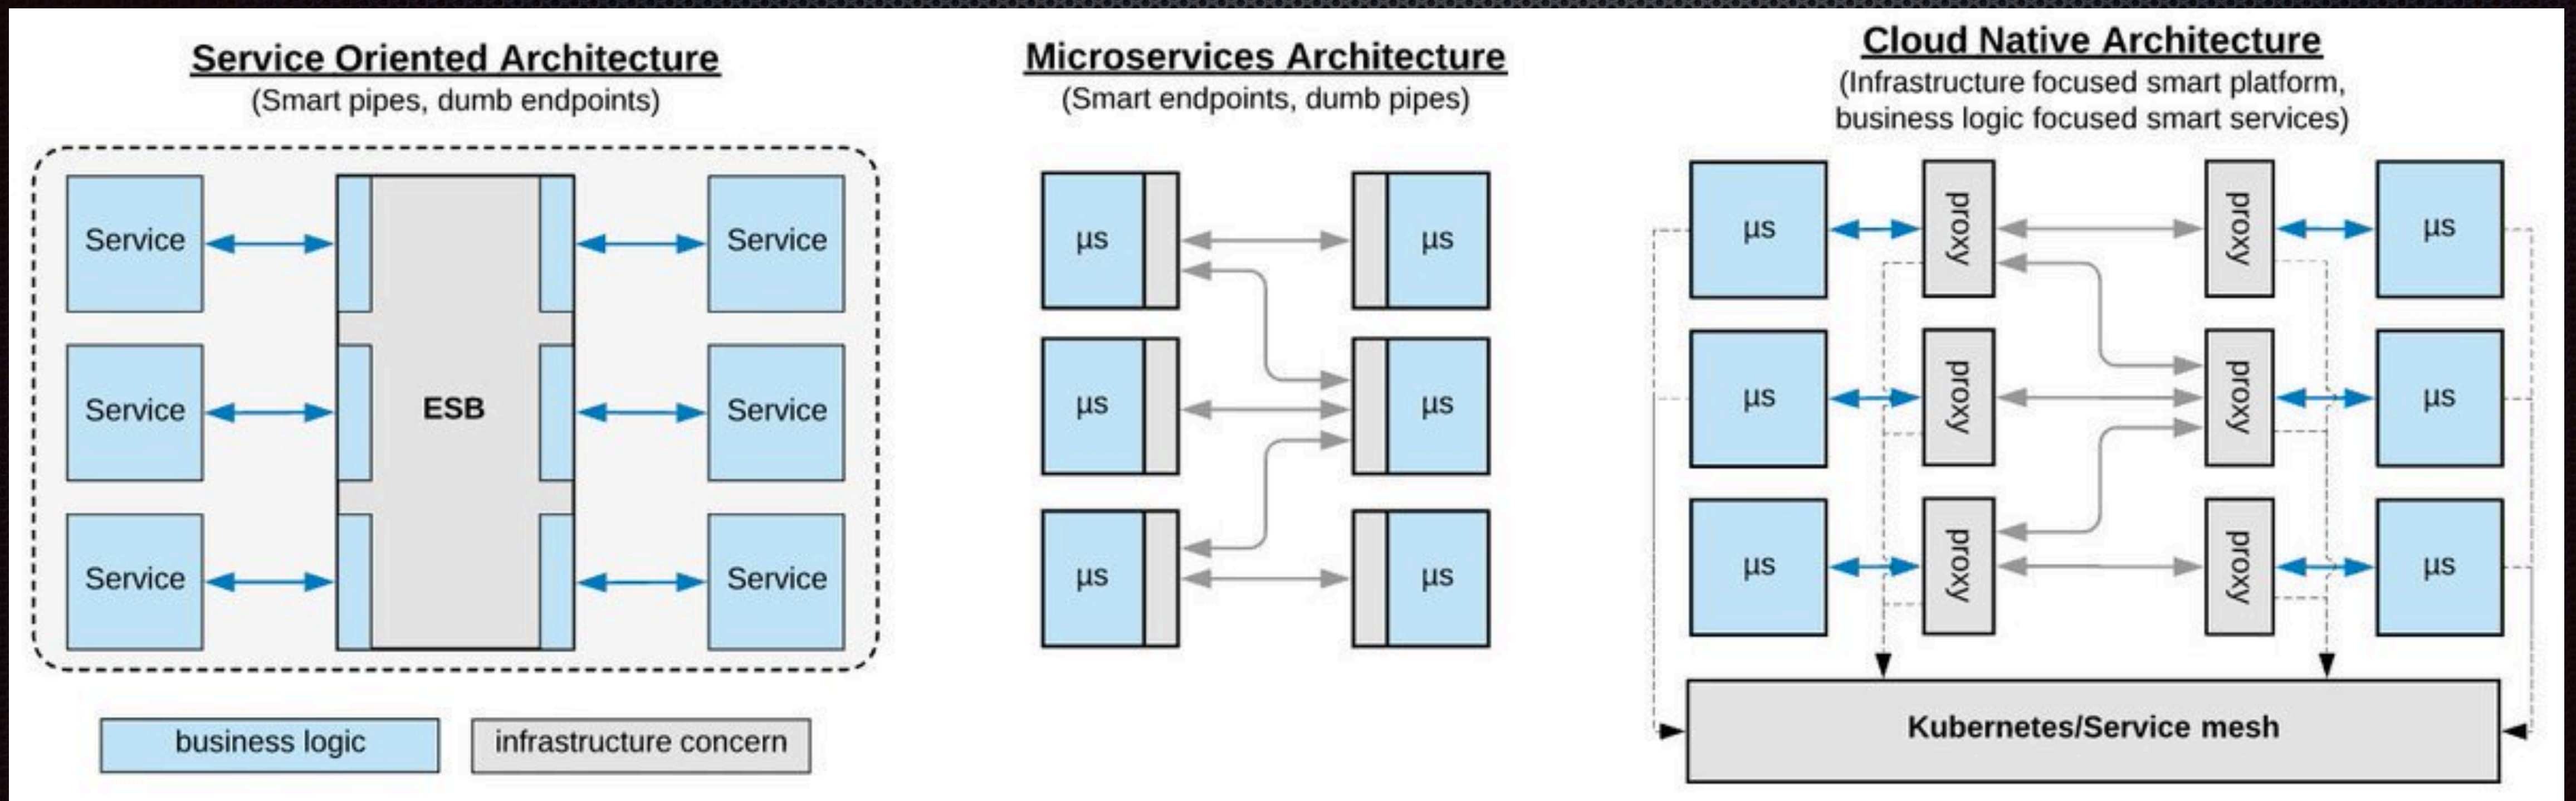 Service Oriented Architecture
(Smart pipes, dumb endpoints)
Service
Service
Service
ESB
Service
Service
Service
business logic
infrastructure concern
Microservices Architecture
(Smart endpoints, dumb pipes)
µs
µs
µs
µs
µs
µs
Cloud Native Architecture
(Infrastructure focused smart platform,
business logic focused smart services)
µs
proxy
proxy
µs
µs
proxy
proxy
µs
µs
proxy
proxy
µs
Kubernetes/Service mesh